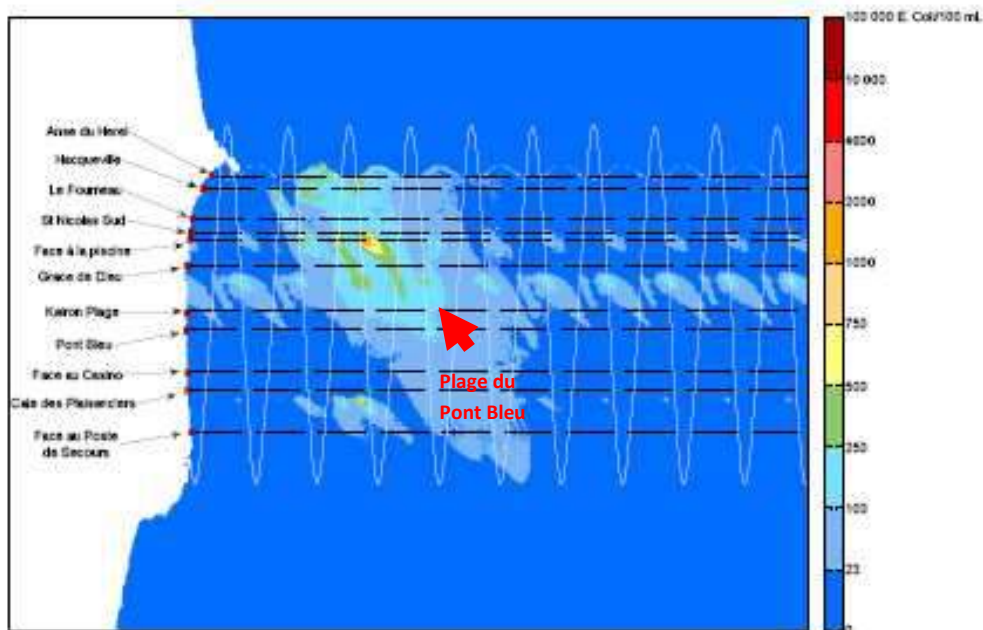 100 000 E. Coli/100 mL
10 000
4000
2000
1000
750
500
250
100
23
0
Anse du Herel
Hacqueville
Le Fourneau
St Nicolas Sud
Face à la piscine
Grace de Dieu
Kairon Plage
Pont Bleu
Face au Casino
Cale des Plaisanciers
Face au Poste
de Secours
Plage du
Pont Bleu